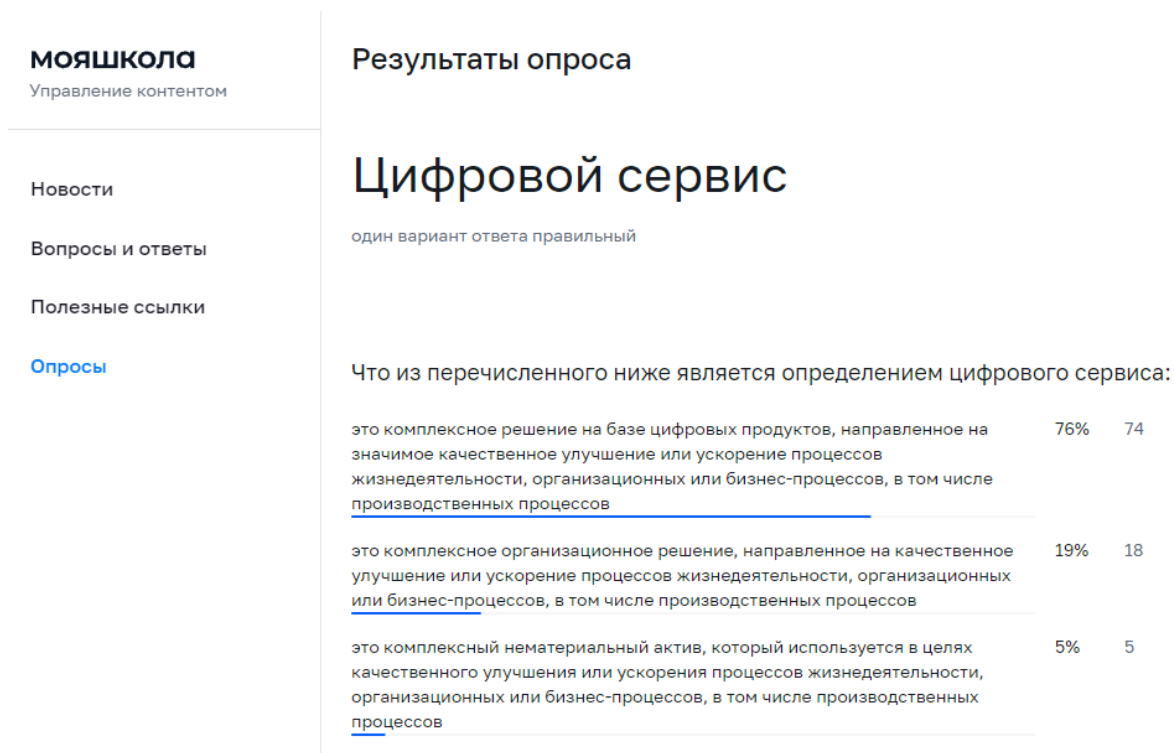 мояшкола
Управление контентом
Новости
Вопросы и ответы
Полезные ссылки
Опросы
Результаты опроса
Цифровой сервис
один вариант ответа правильный
Что из перечисленного ниже является определением цифрового сервиса:
это комплексное решение на базе цифровых продуктов, направленное на 76% 74
значимое качественное улучшение или ускорение процессов
жизнедеятельности, организационных или бизнес-процессов, в том числе
производственных процессов
это комплексное организационное решение, направленное на качественное 19% 18
улучшение или ускорение процессов жизнедеятельности, организационных
или бизнес-процессов, в том числе производственных процессов
это комплексный нематериальный актив, который используется в целях 5% 5
качественного улучшения или ускорения процессов жизнедеятельности,
организационных или бизнес-процессов, в том числе производственных
процессов